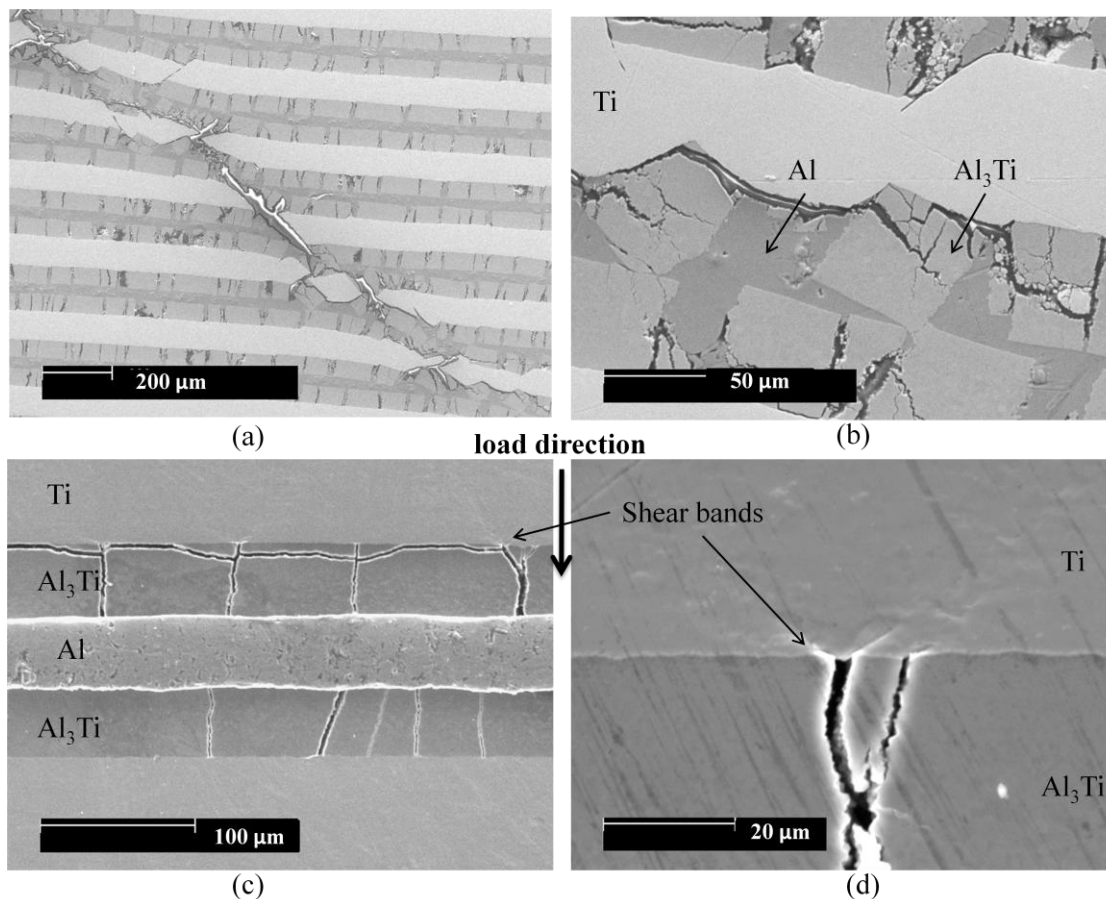 Ti
Al
Al₃Ti
200 μm
50 μm
(a)
(b)
load direction
Ti
Shear bands
Al₃Ti
Al
Al₃Ti
Ti
Al₃Ti
100 μm
20 μm
(c)
(d)